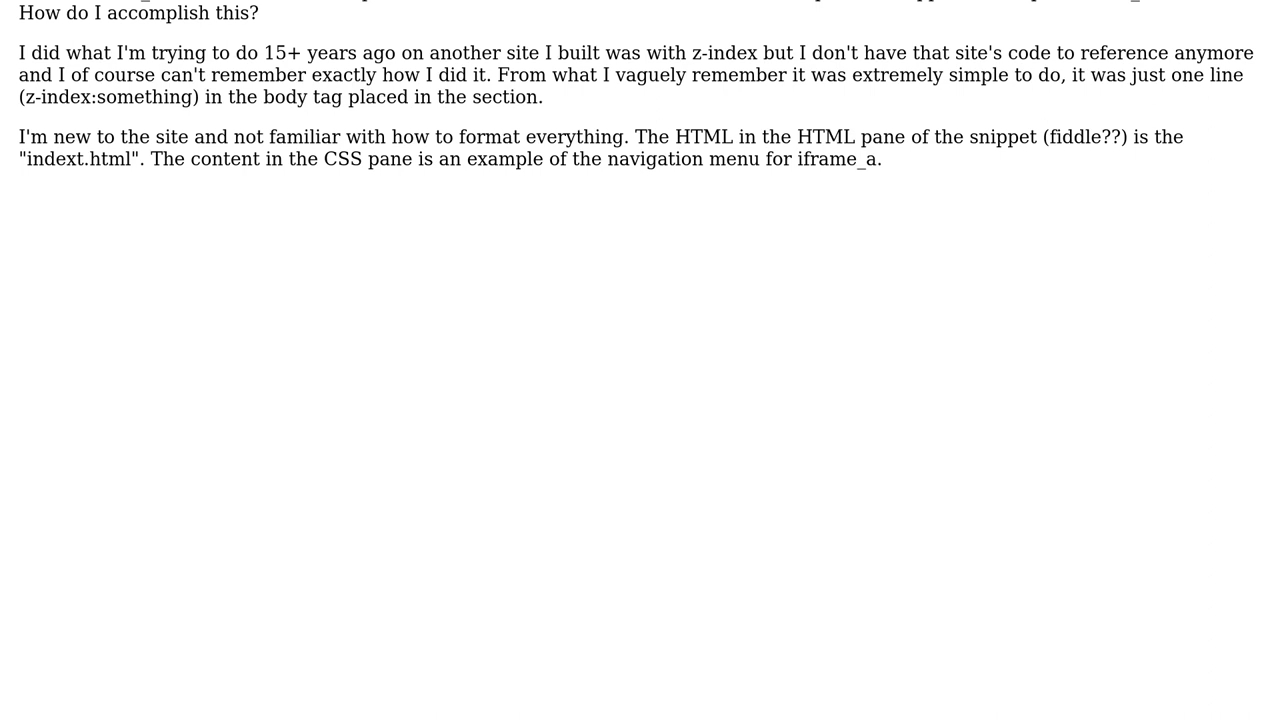 How do I accomplish this?
I did what I'm trying to do 15+ years ago on another site I built was with z-index but I don't have that site's code to reference anymore
and I of course can't remember exactly how I did it. From what I vaguely remember it was extremely simple to do, it was just one line
(z-index:something) in the body tag placed in the section.
I'm new to the site and not familiar with how to format everything. The HTML in the HTML pane of the snippet (fiddle??) is the
"indext.html". The content in the CSS pane is an example of the navigation menu for iframe_a.